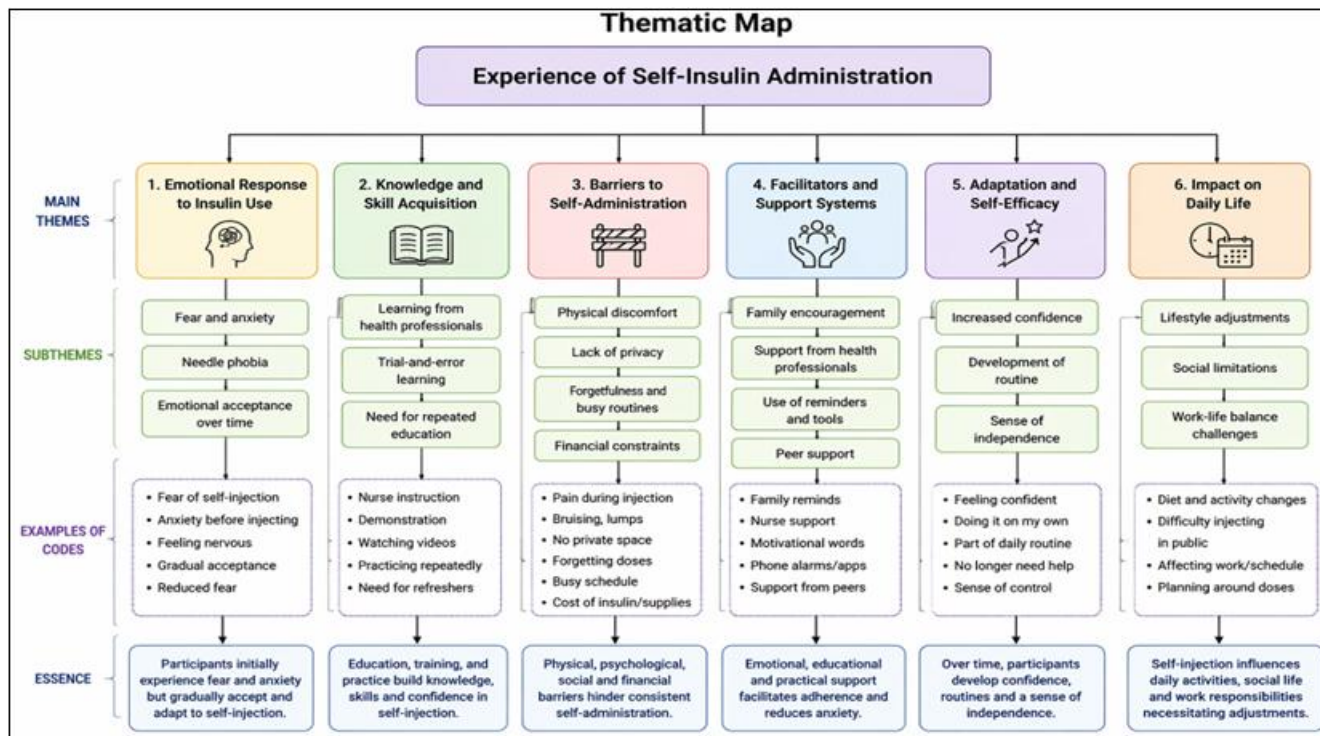 Thematic Map
Experience of Self-Insulin Administration
MAIN
THEMES
1. Emotional Response
to Insulin Use
2. Knowledge and
Skill Acquisition
3. Barriers to
Self-Administration
4. Facilitators and
Support Systems
5. Adaptation and
Self-Efficacy
6. Impact on
Daily Life
SUBTHEMES
Fear and anxiety
Needle phobia
Emotional acceptance
over time
Learning from
health professionals
Trial-and-error
learning
Need for repeated
education
Physical discomfort
Lack of privacy
Forgetfulness and
busy routines
Financial constraints
Family encouragement
Support from health
professionals
Use of reminders
and tools
Peer support
Increased confidence
Development of
routine
Sense of
independence
Lifestyle adjustments
Social limitations
Work-life balance
challenges
EXAMPLES OF
CODES
• Fear of self-injection
• Anxiety before injecting
• Feeling nervous
• Gradual acceptance
• Reduced fear
• Nurse instruction
• Demonstration
• Watching videos
• Practicing repeatedly
• Need for refreshers
• Pain during injection
• Bruising, lumps
• No private space
• Forgetting doses
• Busy schedule
• Cost of insulin/supplies
• Family reminds
• Nurse support
• Motivational words
• Phone alarms/apps
• Support from peers
• Feeling confident
• Doing it on my own
• Part of daily routine
• No longer need help
• Sense of control
• Diet and activity changes
• Difficulty injecting
in public
• Affecting work/schedule
• Planning around doses
ESSENCE
Participants initially
experience fear and anxiety
but gradually accept and
adapt to self-injection.
Education, training, and
practice build knowledge,
skills and confidence in
self-injection.
Physical, psychological,
social and financial
barriers hinder consistent
self-administration.
Emotional, educational
and practical support
facilitates adherence and
reduces anxiety.
Over time, participants
develop confidence,
routines and a sense of
independence.
Self-injection influences
daily activities, social life
and work responsibilities
necessitating adjustments.